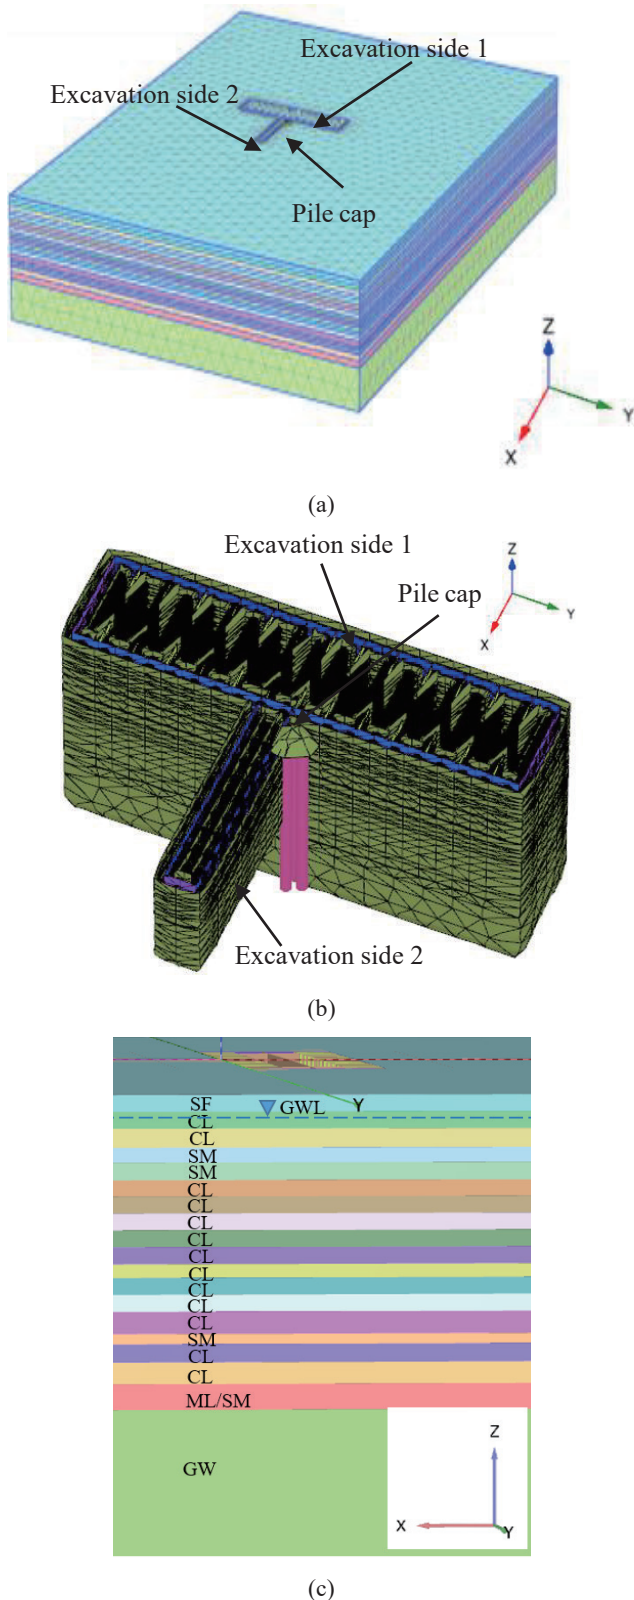 Excavation side 1
Excavation side 2
Pile cap
Z
Y
X
(a)
Excavation side 1
Pile cap
Z
Y
X
Excavation side 2
(b)
SF
GWL
Y
CL
CL
SM
SM
CL
CL
CL
CL
CL
CL
CL
CL
CL
SM
CL
CL
ML/SM
GW
Z
X
Y
(c)